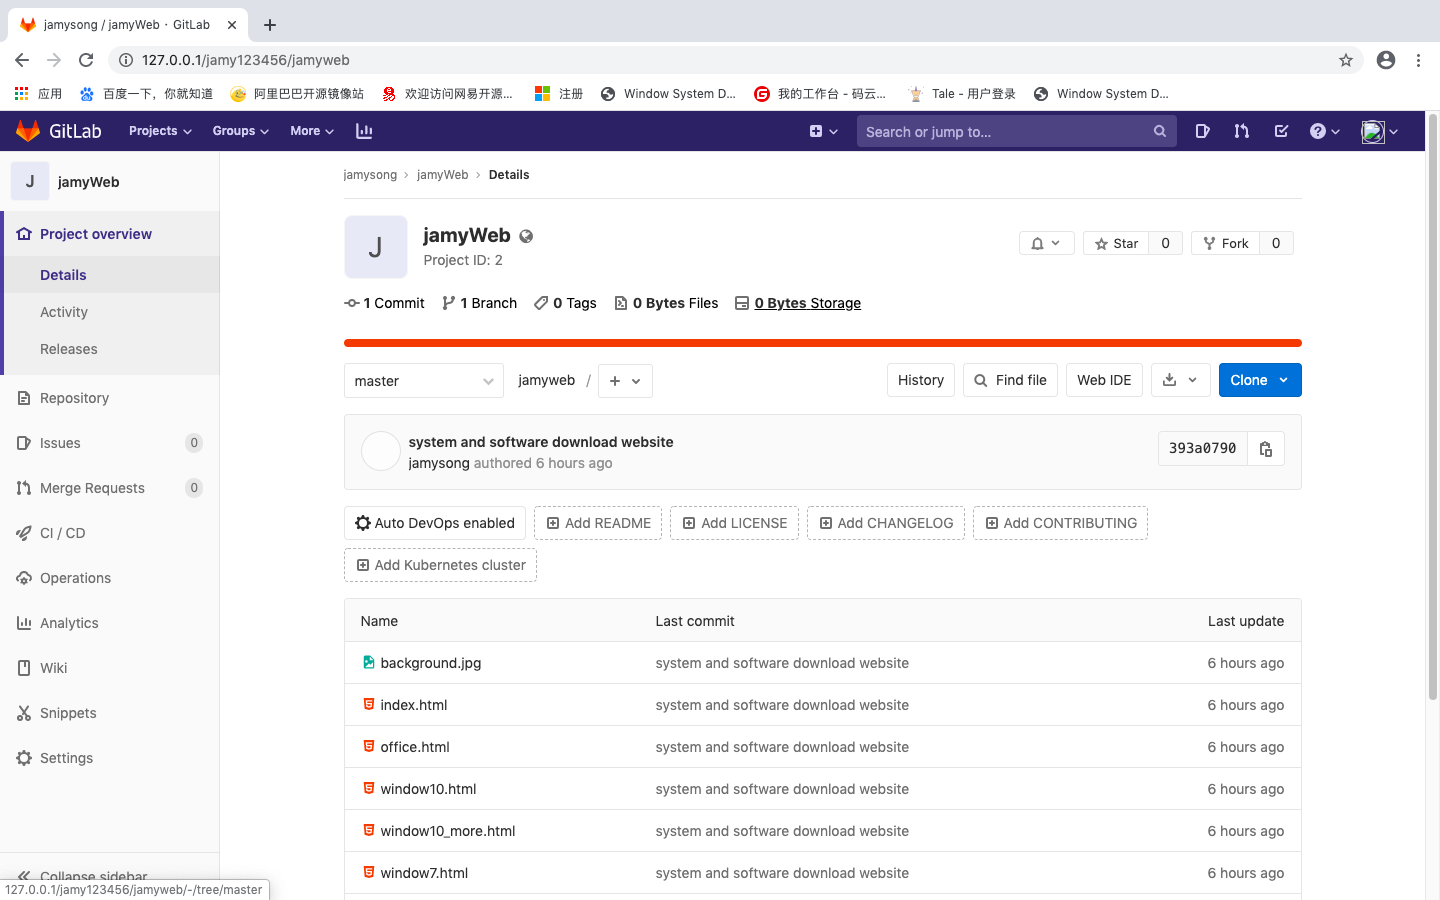 jamysong / jamyWeb · GitLab
127.0.0.1/jamy123456/jamyweb
应用 百度一下，你就知道 阿里巴巴开源镜像站 欢迎访问网易开源... 注册 Window System D... 我的工作台 - 码云... Tale - 用户登录 Window System D...
GitLab Projects Groups More Search or jump to...
J jamyWeb
Project overview
Details
Activity
Releases
Repository
Issues 0
Merge Requests 0
CI / CD
Operations
Analytics
Wiki
Snippets
Settings
Collapse sidebar
127.0.0.1/jamy123456/jamyweb/-/tree/master
jamysong > jamyWeb > Details
J
jamyWeb
Project ID: 2
Star 0 Fork 0
1 Commit 1 Branch 0 Tags 0 Bytes Files 0 Bytes Storage
master jamyweb / + History Find file Web IDE Clone
system and software download website
jamysong authored 6 hours ago
393a0790
Auto DevOps enabled Add README Add LICENSE Add CHANGELOG Add CONTRIBUTING
Add Kubernetes cluster
Name Last commit Last update
background.jpg system and software download website 6 hours ago
index.html system and software download website 6 hours ago
office.html system and software download website 6 hours ago
window10.html system and software download website 6 hours ago
window10_more.html system and software download website 6 hours ago
window7.html system and software download website 6 hours ago